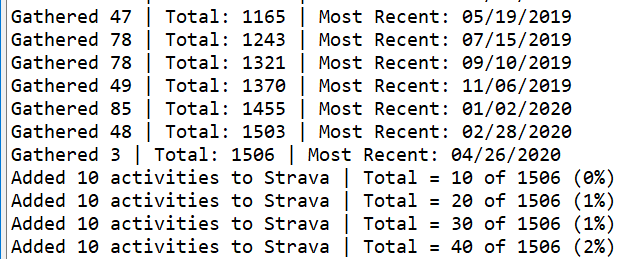 Gathered 47 | Total: 1165 | Most Recent: 05/19/2019
Gathered 78 | Total: 1243 | Most Recent: 07/15/2019
Gathered 78 | Total: 1321 | Most Recent: 09/10/2019
Gathered 49 | Total: 1370 | Most Recent: 11/06/2019
Gathered 85 | Total: 1455 | Most Recent: 01/02/2020
Gathered 48 | Total: 1503 | Most Recent: 02/28/2020
Gathered 3 | Total: 1506 | Most Recent: 04/26/2020
Added 10 activities to Strava | Total = 10 of 1506 (0%)
Added 10 activities to Strava | Total = 20 of 1506 (1%)
Added 10 activities to Strava | Total = 30 of 1506 (1%)
Added 10 activities to Strava | Total = 40 of 1506 (2%)